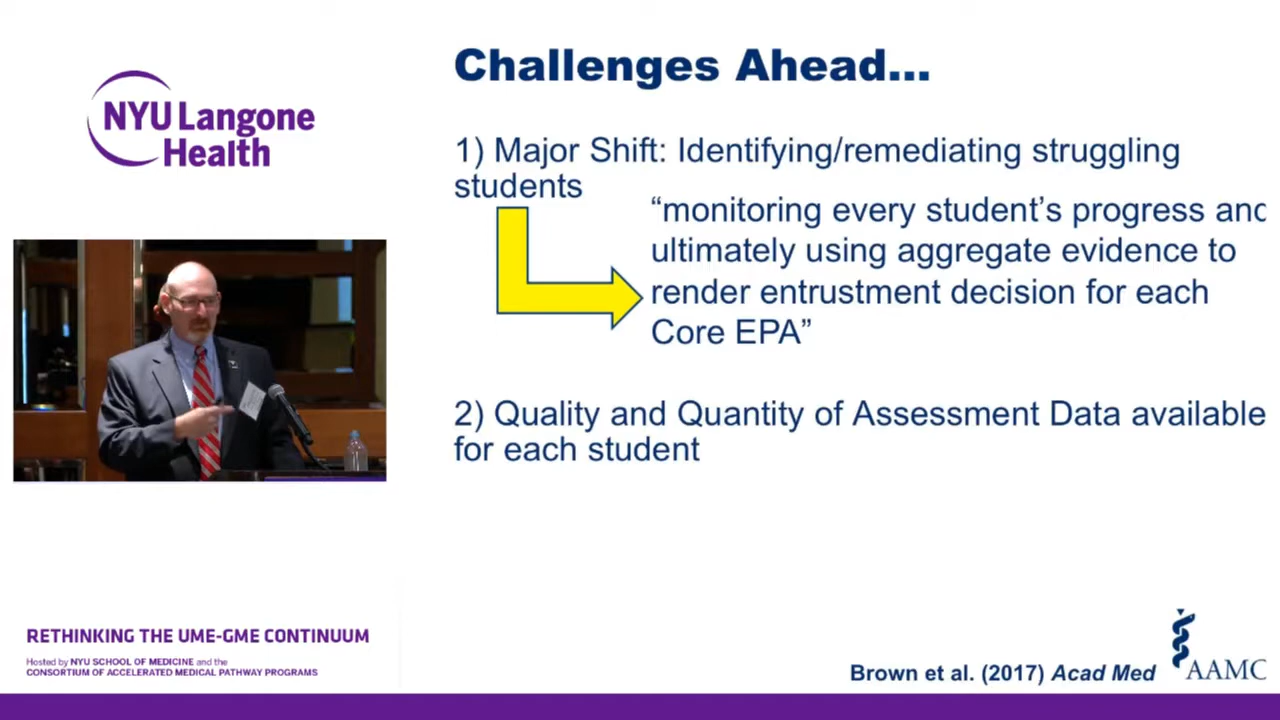 NYU Langone
Health
Challenges Ahead...
1) Major Shift: Identifying/remediating struggling
students
“monitoring every student’s progress and
ultimately using aggregate evidence to
render entrustment decision for each
Core EPA”
2) Quality and Quantity of Assessment Data available
for each student
RETHINKING THE UME-GME CONTINUUM
Hosted by NYU SCHOOL OF MEDICINE and the
CONSORTIUM OF ACCELERATED MEDICAL PATHWAY PROGRAMS
Brown et al. (2017) Acad Med
AAMC